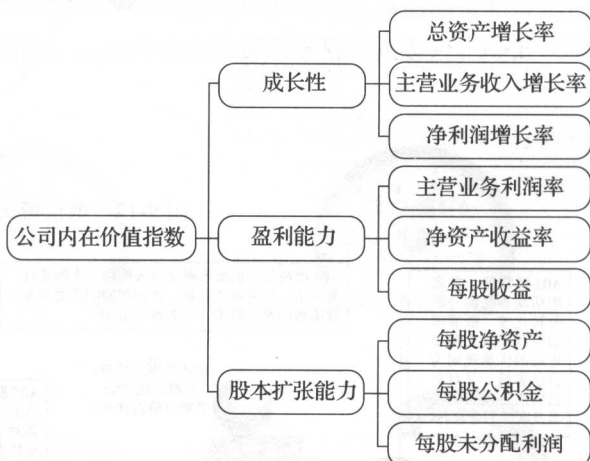 总资产增长率
成长性
主营业务收入增长率
净利润增长率
主营业务利润率
公司内在价值指数
盈利能力
净资产收益率
每股收益
每股净资产
股本扩张能力
每股公积金
每股未分配利润